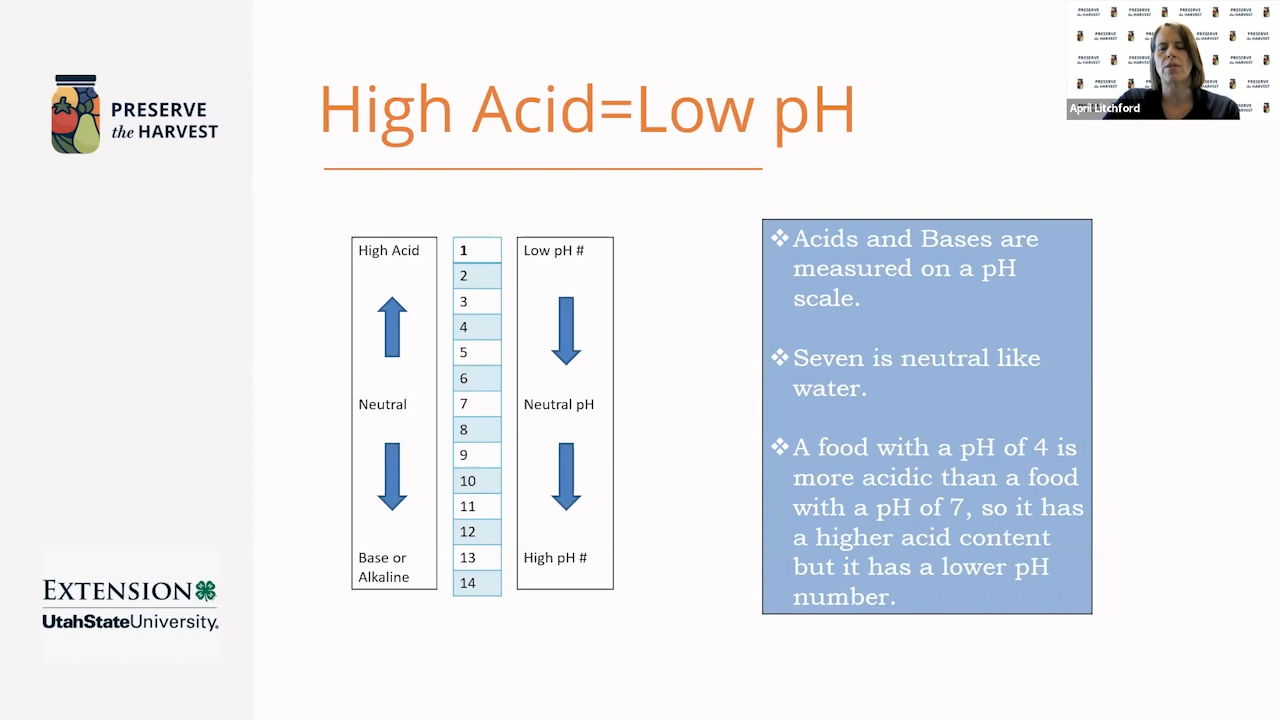 PRESERVE
the HARVEST
High Acid=Low pH
April Litchford
High Acid
Neutral
Base or
Alkaline
1
2
3
4
5
6
7
8
9
10
11
12
13
14
Low pH #
Neutral pH
High pH #
❖Acids and Bases are
measured on a pH
scale.
❖Seven is neutral like
water.
❖A food with a pH of 4 is
more acidic than a food
with a pH of 7, so it has
a higher acid content
but it has a lower pH
number.
EXTENSION
UtahStateUniversity.